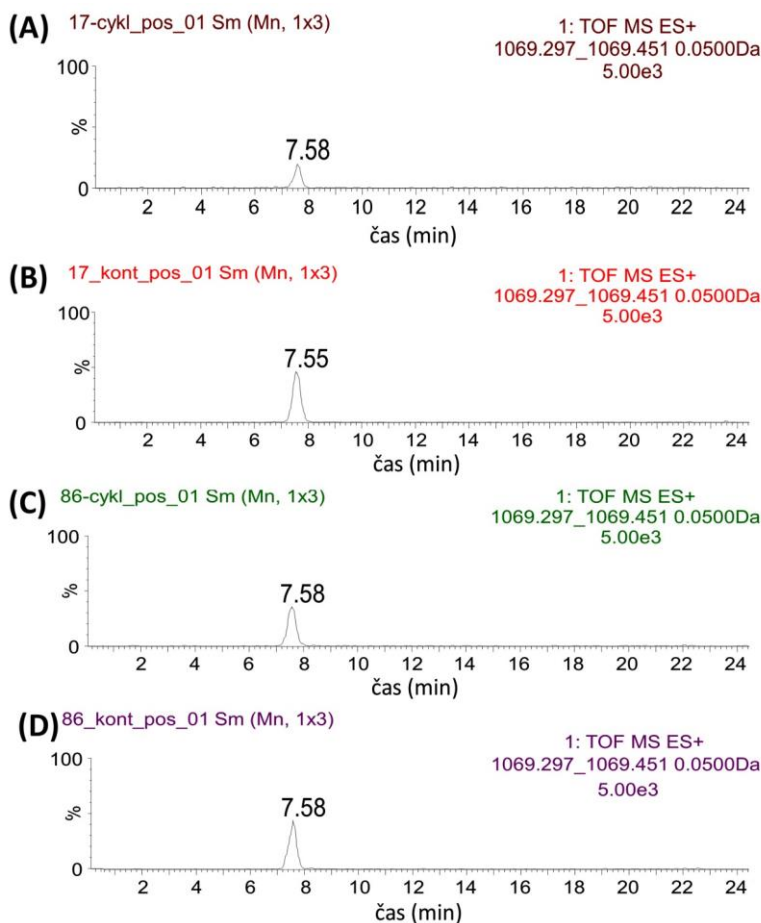 (A) 17-cykl_pos_01 Sm (Mn, 1x3)
1: TOF MS ES+
1069.297_1069.451 0.0500Da
5.00e3
100
%
7.58
0
2 4 6 8 10 12 14 16 18 20 22 24
čas (min)
(B) 17_kont_pos_01 Sm (Mn, 1x3)
1: TOF MS ES+
1069.297_1069.451 0.0500Da
5.00e3
100
%
7.55
0
2 4 6 8 10 12 14 16 18 20 22 24
čas (min)
(C) 86-cykl_pos_01 Sm (Mn, 1x3)
1: TOF MS ES+
1069.297_1069.451 0.0500Da
5.00e3
100
%
7.58
0
2 4 6 8 10 12 14 16 18 20 22 24
čas (min)
(D) 86_kont_pos_01 Sm (Mn, 1x3)
1: TOF MS ES+
1069.297_1069.451 0.0500Da
5.00e3
100
%
7.58
0
2 4 6 8 10 12 14 16 18 20 22 24
čas (min)